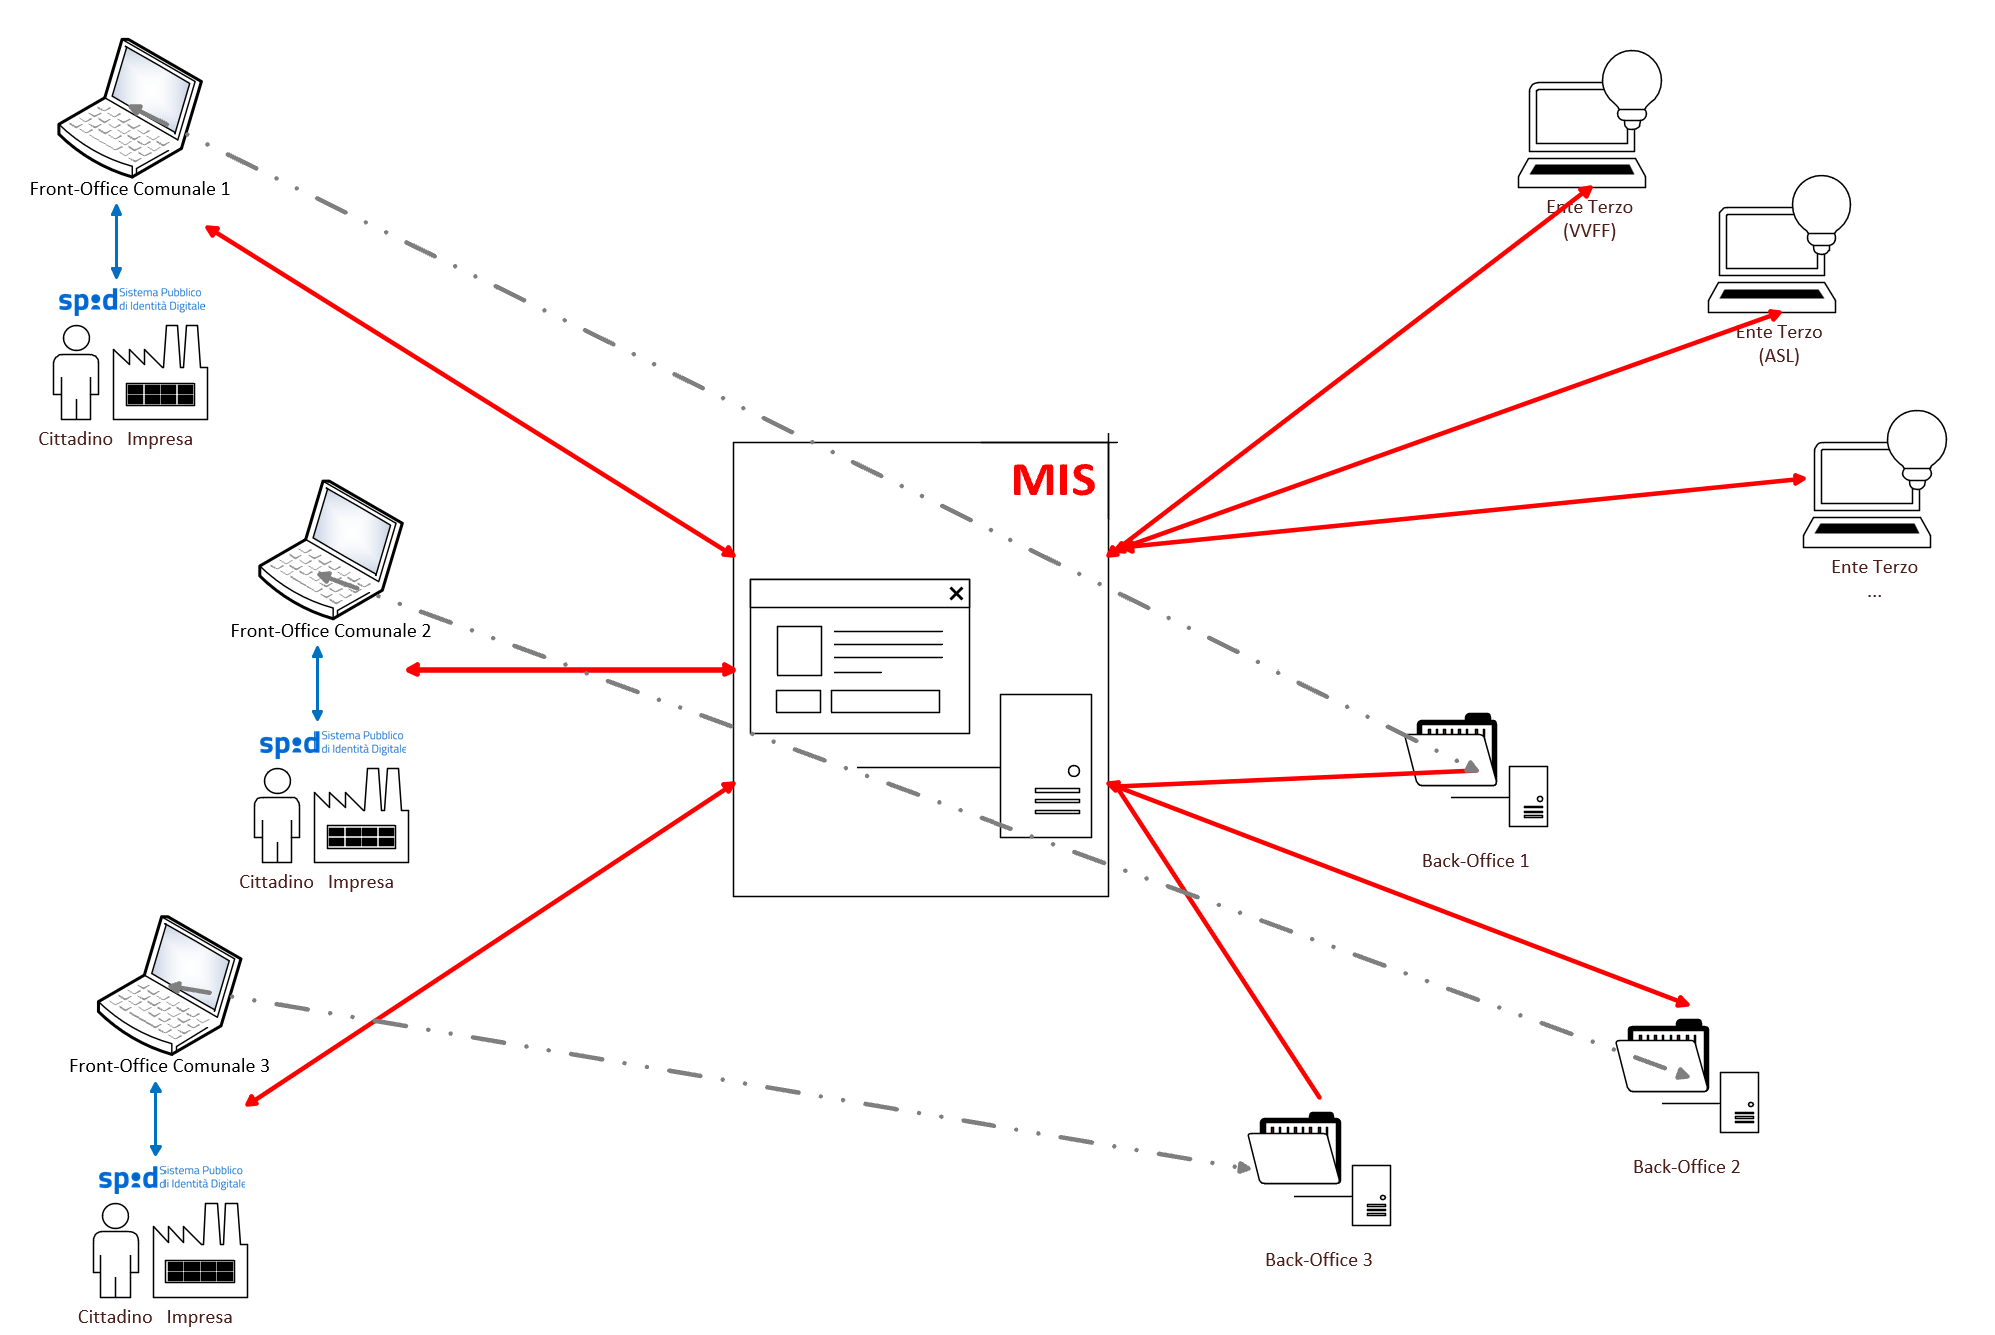 Front-Office Comunale 1
spid Sistema Pubblico
di Identità Digitale
Cittadino Impresa
Front-Office Comunale 2
spid Sistema Pubblico
di Identità Digitale
Cittadino Impresa
Front-Office Comunale 3
spid Sistema Pubblico
di Identità Digitale
Cittadino Impresa
MIS
Ente Terzo
(VVFF)
Ente Terzo
(ASL)
Ente Terzo
...
Back-Office 1
Back-Office 2
Back-Office 3